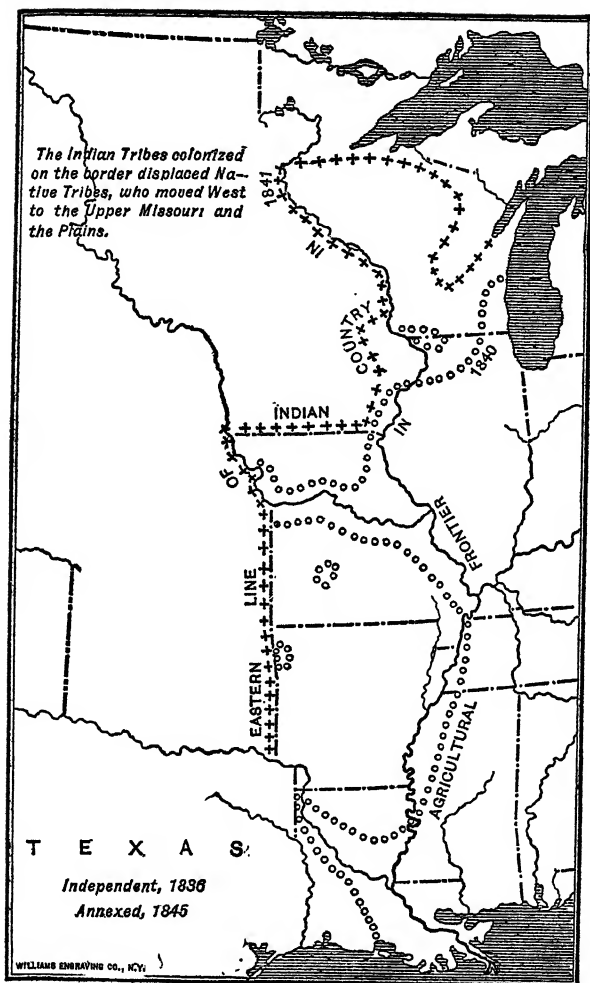 The Indian Tribes colonized
on the border displaced Na-
tive Tribes, who moved West
to the Upper Missouri and
the Plains.
EASTERN LINE OF INDIAN COUNTRY IN 1841
AGRICULTURAL FRONTIER IN 1840
TEXAS
Independent, 1836
Annexed, 1845
WILLIAMS ENGRAVING CO., N.Y.